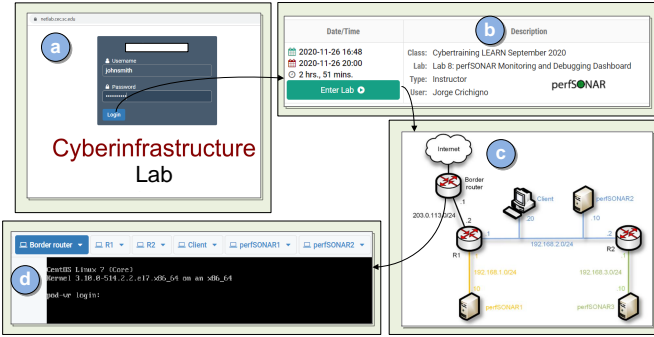 netlab.cec.sc.edu
a
Username
johnsmith
Password
Login
Cyberinfrastructure
Lab
b
Date/Time
Description
2020-11-26 16:48
2020-11-26 20:00
2 hrs., 51 mins.
Enter Lab
Class: Cybertraining LEARN September 2020
Lab: Lab 8: perfSONAR Monitoring and Debugging Dashboard
Type: Instructor
User: Jorge Crichigno
perfSONAR
c
Internet
Border
router
.1
203.0.113.0/24
.2
R1
.1
Client
.20
perfSONAR2
.10
192.168.2.0/24
.2
R2
.1
192.168.1.0/24
192.168.3.0/24
.10
perfSONAR1
.10
perfSONAR3
d
Border router
R1
R2
Client
perfSONAR1
perfSONAR2
CentOS Linux 7 (Core)
Kernel 3.10.0-514.2.2.el7.x86_64 on an x86_64
pod-vr login: